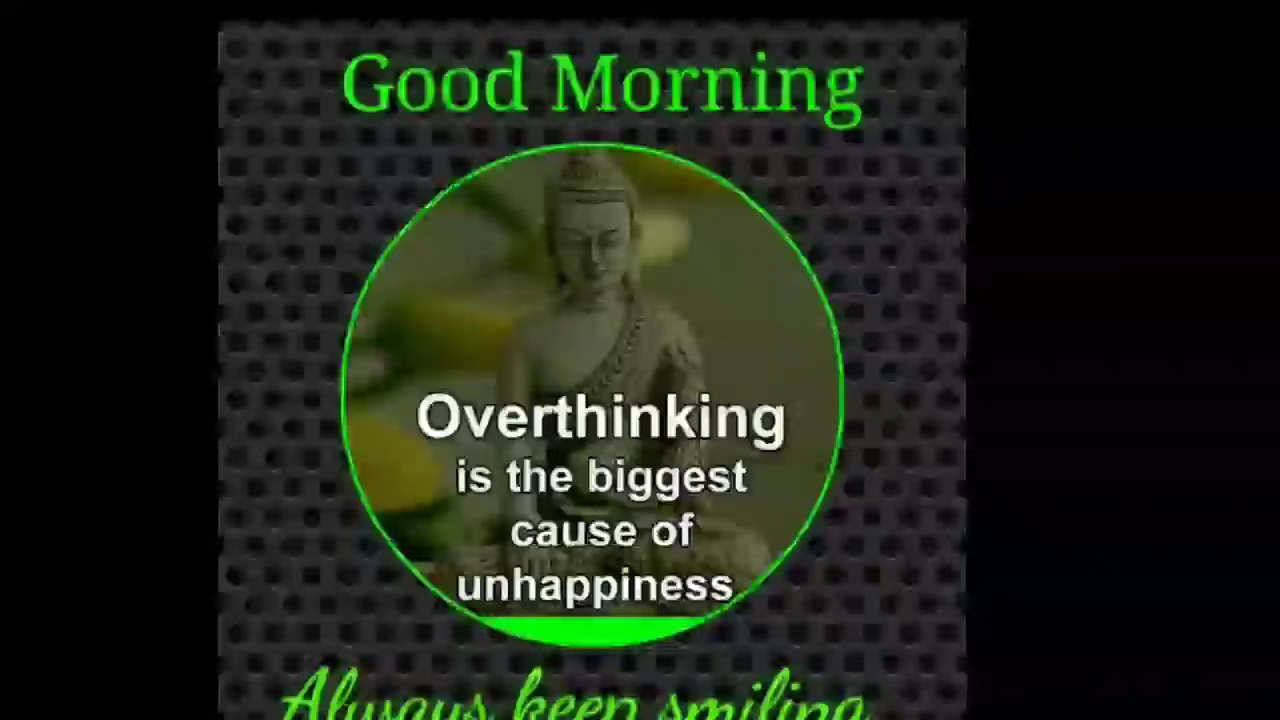 Good Morning
Overthinking
is the biggest
cause of
unhappiness
Always keep smiling